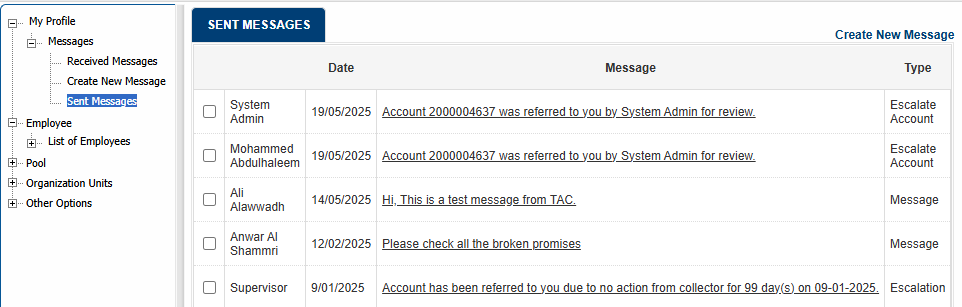 My Profile
Messages
Received Messages
Create New Message
Sent Messages
Employee
List of Employees
Pool
Organization Units
Other Options
SENT MESSAGES
Create New Message
Date Message Type
System Admin 19/05/2025 Account 2000004637 was referred to you by System Admin for review. Escalate Account
Mohammed Abdulhaleem 19/05/2025 Account 2000004637 was referred to you by System Admin for review. Escalate Account
Ali Alawwadh 14/05/2025 Hi, This is a test message from TAC. Message
Anwar Al Shammri 12/02/2025 Please check all the broken promises Message
Supervisor 9/01/2025 Account has been referred to you due to no action from collector for 99 day(s) on 09-01-2025. Escalation